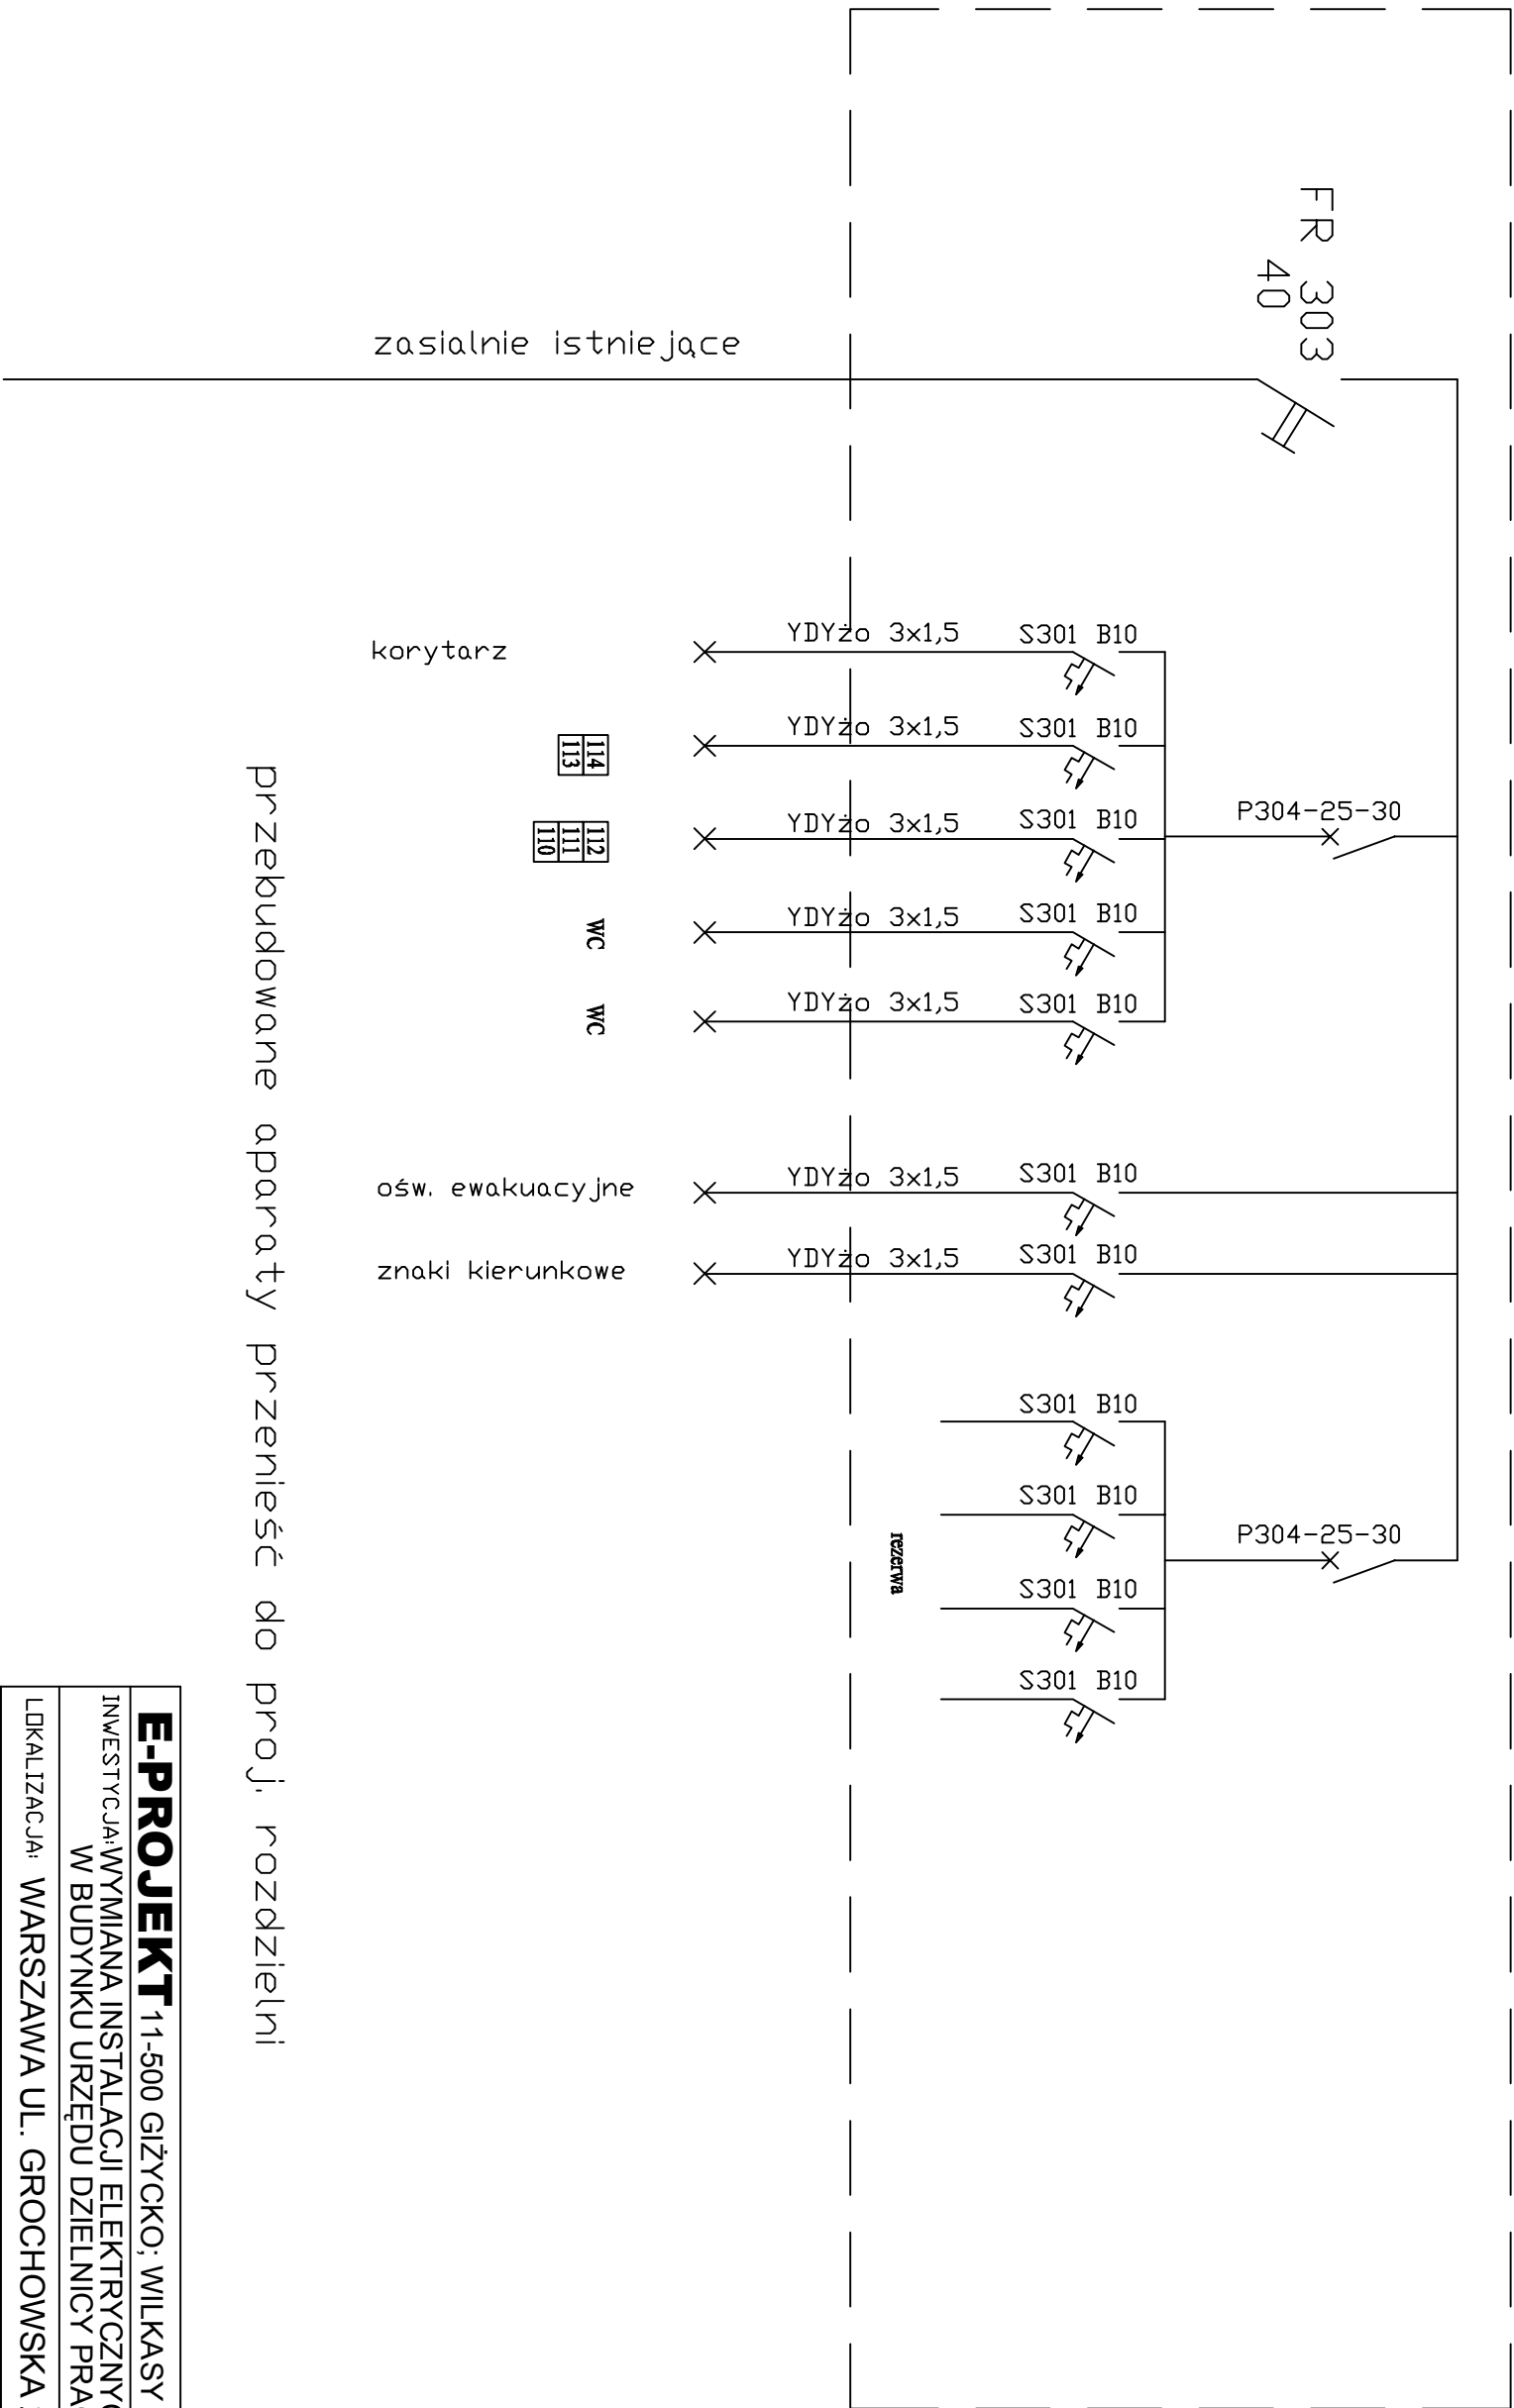 FR 303
40
zasialnie istniejące
P304-25-30
P304-25-30
S301 B10
S301 B10
S301 B10
S301 B10
S301 B10
S301 B10
S301 B10
S301 B10
S301 B10
S301 B10
S301 B10
YDYżo 3x1,5
YDYżo 3x1,5
YDYżo 3x1,5
YDYżo 3x1,5
YDYżo 3x1,5
YDYżo 3x1,5
YDYżo 3x1,5
rezerwa
korytarz
114
113
112
111
110
WC
WC
ośw. ewakuacyjne
znaki kierunkowe
przebudowane aparaty przenieść do proj. rozdzielni
E-PROJEKT 11-500 GIŻYCKO; WILKASY
INWESTYCJA: WYMIANA INSTALACJI ELEKTRYCZNYC
W BUDYNKU URZĘDU DZIELNICY PRA
LOKALIZACJA: WARSZAWA UL. GROCHOWSKA